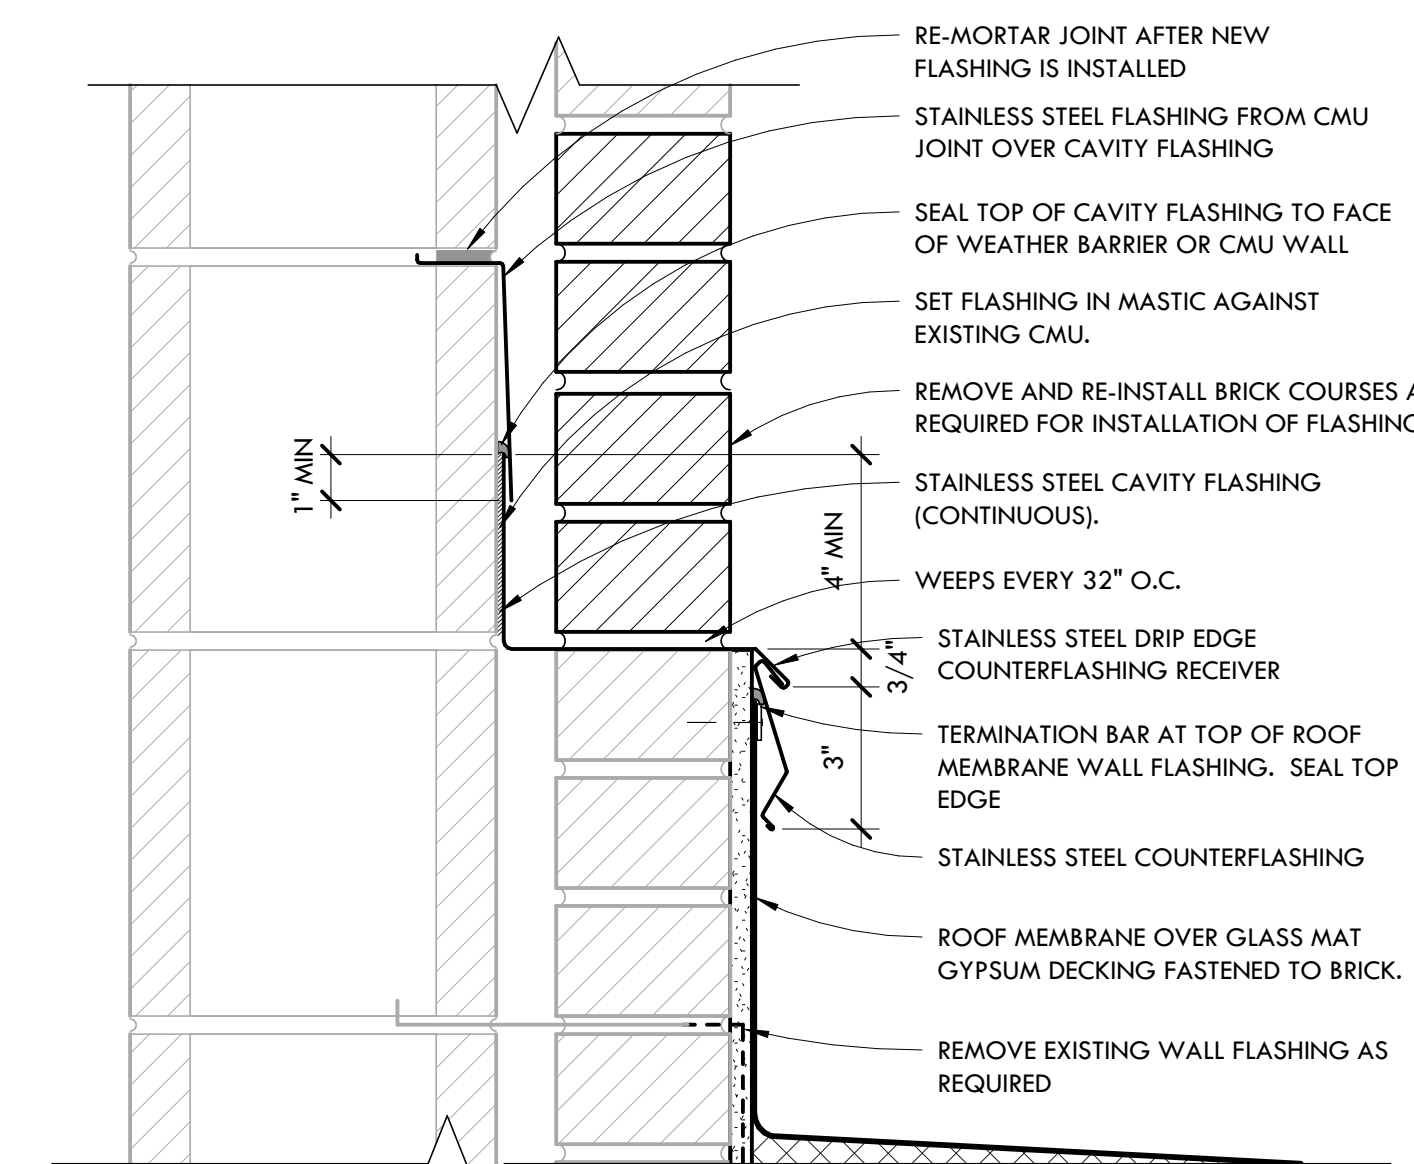 RE-MORTAR JOINT AFTER NEW
FLASHING IS INSTALLED
STAINLESS STEEL FLASHING FROM CMU
JOINT OVER CAVITY FLASHING
SEAL TOP OF CAVITY FLASHING TO FACE
OF WEATHER BARRIER OR CMU WALL
SET FLASHING IN MASTIC AGAINST
EXISTING CMU.
REMOVE AND RE-INSTALL BRICK COURSES
REQUIRED FOR INSTALLATION OF
1" MIN
STAINLESS STEEL CAVITY FLASHING
(CONTINUOUS).
4" MIN
WEEPS EVERY 32" O.C.
STAINLESS STEEL DRIP EDGE
COUNTERFLASHING RECEIVER
3/4"
TERMINATION BAR AT TOP OF ROOF
MEMBRANE WALL FLASHING. SEAL TOP
EDGE
3"
STAINLESS STEEL COUNTERFLASHING
ROOF MEMBRANE OVER GLASS MAT
GYPSUM DECKING FASTENED TO BRICK.
REMOVE EXISTING WALL FLASHING AS
REQUIRED